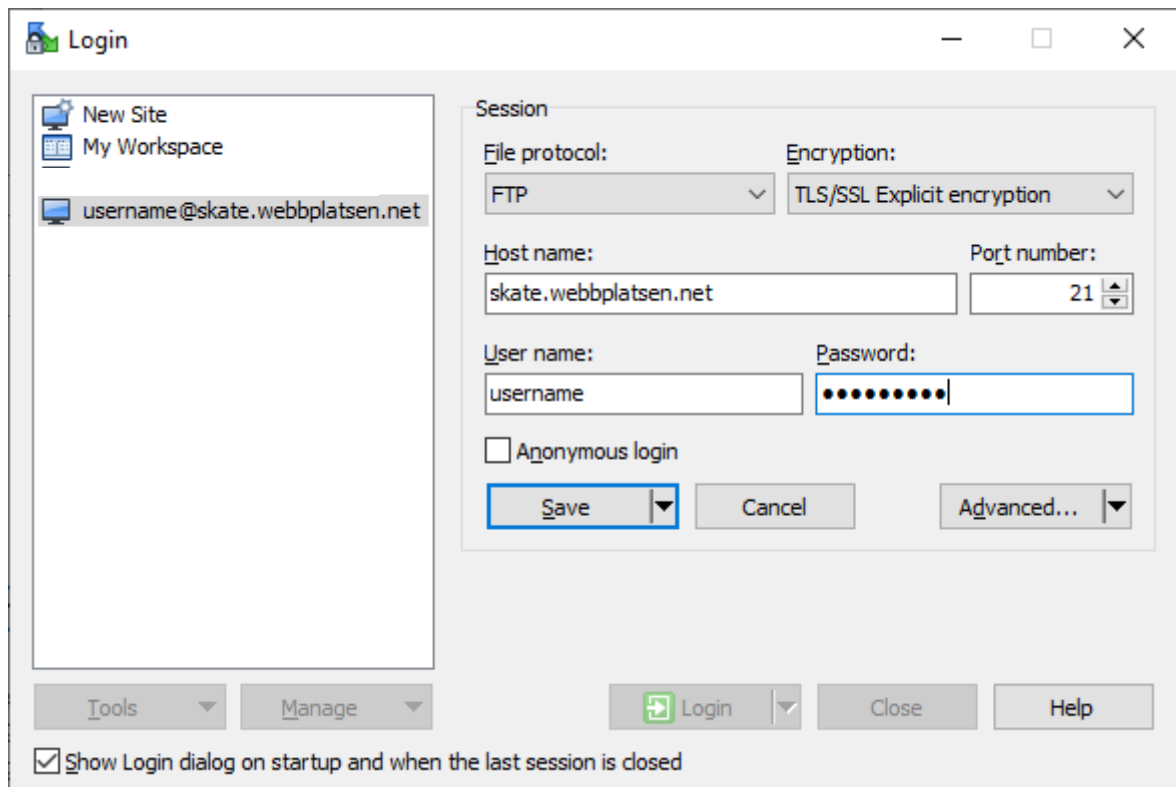 Login
New Site
My Workspace
username@skate.webbplatsen.net
Session
File protocol: Encryption:
FTP TLS/SSL Explicit encryption
Host name: Port number:
skate.webbplatsen.net 21
User name: Password:
username •••••••••
Anonymous login
Save Cancel Advanced...
Tools Manage Login Close Help
Show Login dialog on startup and when the last session is closed